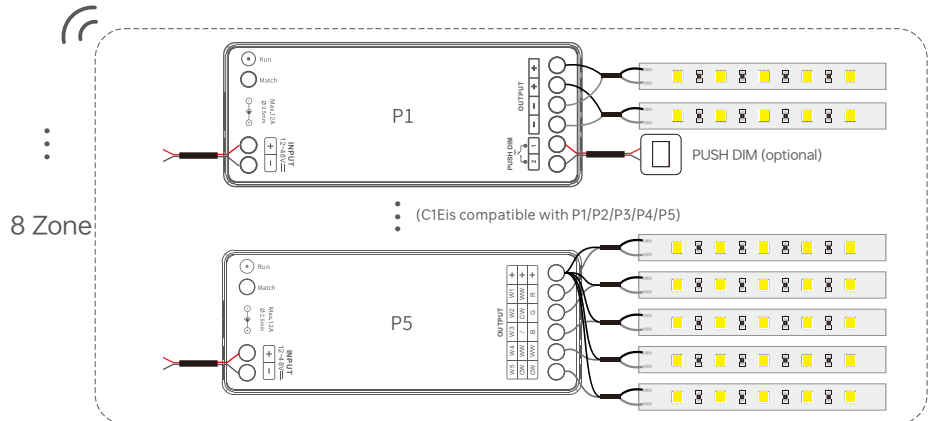 8 Zone
Run
Match
Max.12A
Ø 2.5mm
INPUT
12~48V
+
−
P1
OUTPUT
+
+
−
−
PUSH DIM
1
2
PUSH DIM (optional)
(C1Eis compatible with P1/P2/P3/P4/P5)
Run
Match
Max.12A
Ø 2.5mm
INPUT
12~48V
+
−
P5
OUTPUT
+ + +
W1 WW R
W2 CW G
W3 / B
W4 WW WW
W5 CW CW